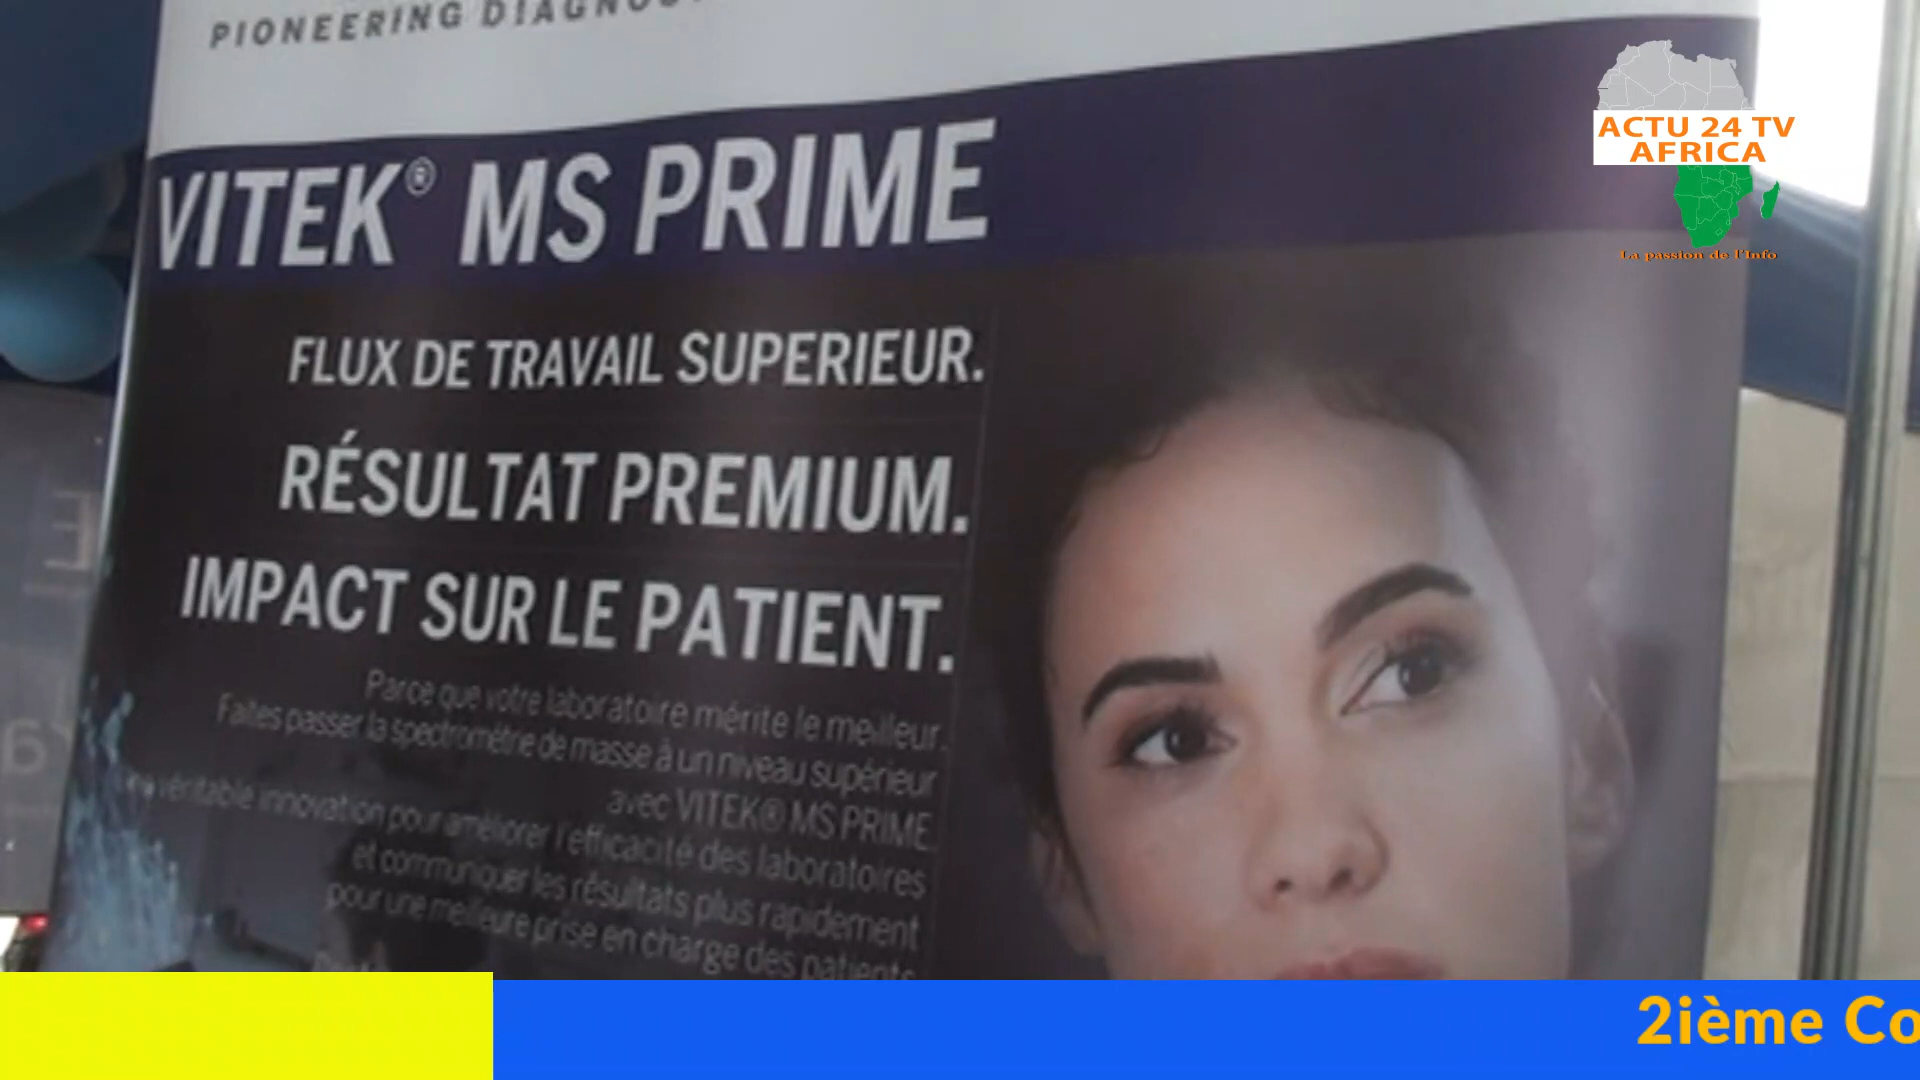 PIONEERING
VITEK® MS PRIME
FLUX DE TRAVAIL SUPERIEUR.
RÉSULTAT PREMIUM.
IMPACT SUR LE PATIENT.
Parce que votre laboratoire mérite le meilleur.
Faites passer la spectrométrie de masse à un niveau supérieur
avec VITEK® MS PRIME.
véritable innovation pour améliorer l'efficacité des laboratoires
et communiquer les résultats plus rapidement
pour une meilleure prise en charge des patients
ACTU 24 TV
AFRICA
La passion de l'Info
2ième Co